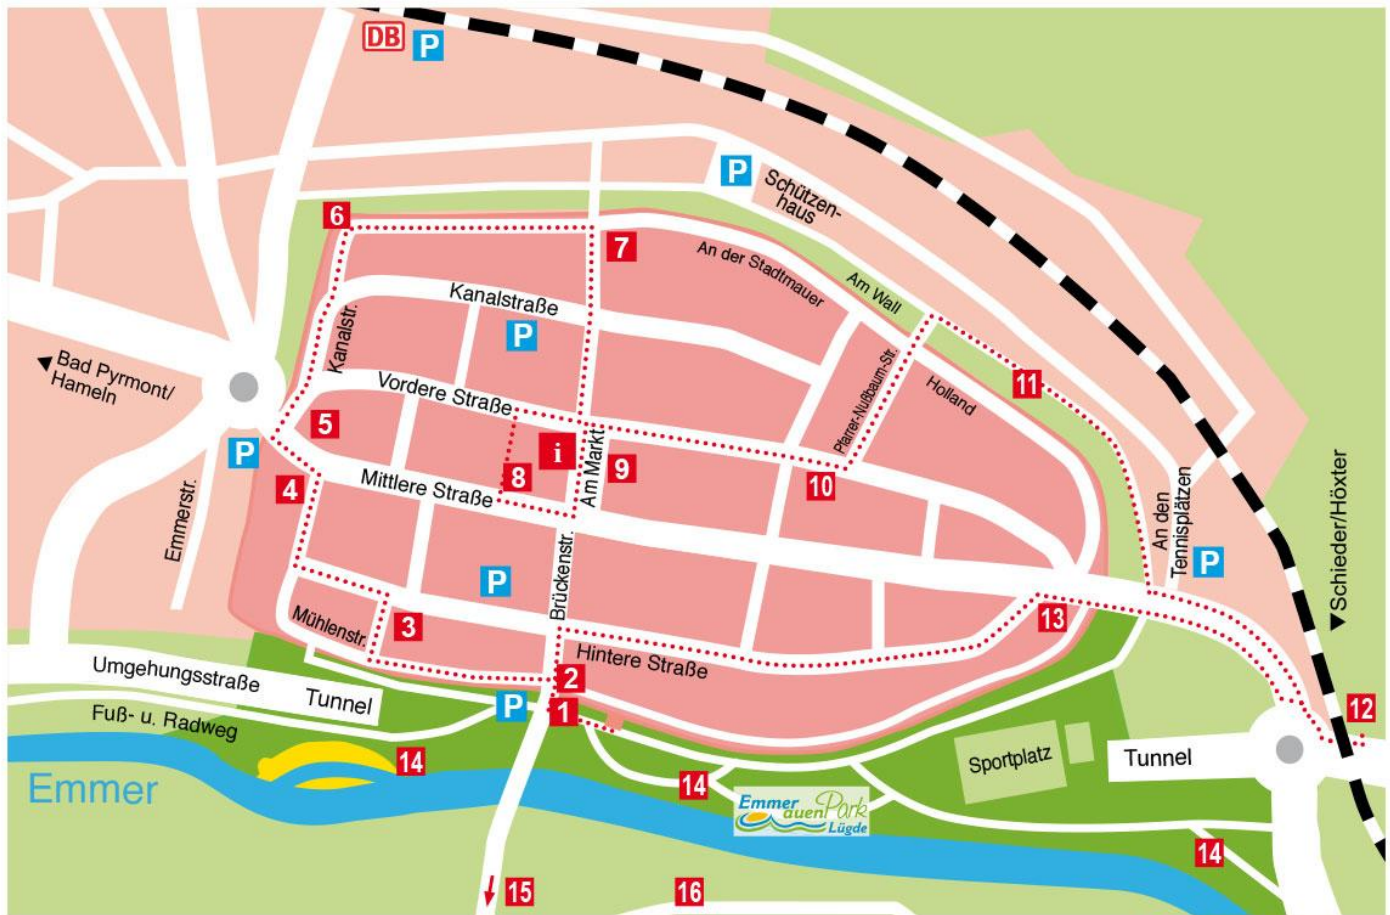 DB
P
P
Schützen-
haus
6
7
An der Stadtmauer
Am Wall
Kanalstraße
P
Kanalstr.
Bad Pyrmont/
Hameln
Vordere Straße
Pfarrer-Nußbaum-Str.
Holland
11
5
P
i
Am Markt
9
8
10
4
Mittlere Straße
Emmerstr.
An den
Tennisplätzen
P
Schieder/Höxter
P
Brückenstr.
Mühlenstr.
3
13
Hintere Straße
2
Umgehungsstraße
Tunnel
P
1
12
Fuß- u. Radweg
14
Sportplatz
Tunnel
Emmer
14
Emmer
auenPark
Lügde
14
15
16